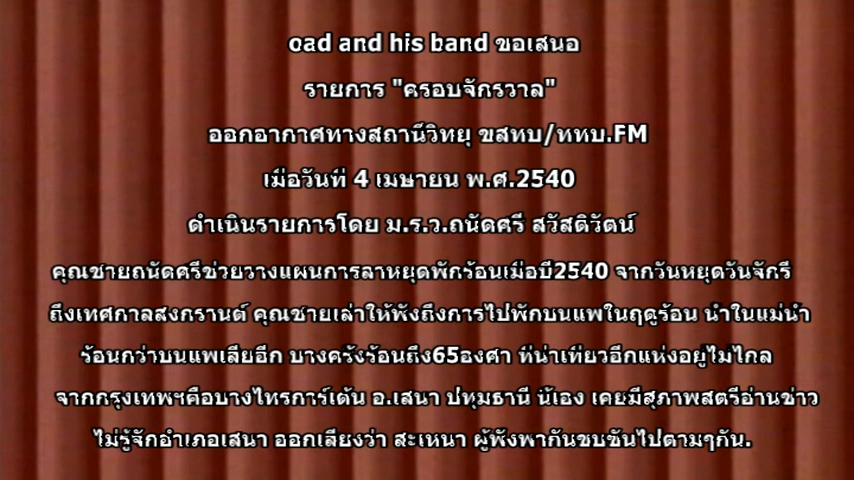 oad and his band ขอเสนอ
รายการ "ครอบจักรวาล"
ออกอากาศทางสถานีวิทยุ ขสทบ/ททบ.FM
เมื่อวันที่ 4 เมษายน พ.ศ.2540
ดำเนินรายการโดย ม.ร.ว.ถนัดศรี สวัสดิวัตน์
คุณชายถนัดศรีช่วยวางแผนการลาหยุดพักร้อนเมื่อปี2540 จากวันหยุดวันจักรี
ถึงเทศกาลสงกรานต์ คุณชายเล่าให้ฟังถึงการไปพักบนแพในฤดูร้อน น้ำในแม่น้ำ
ร้อนกว่าบนแพเสียอีก บางครั้งร้อนถึง65องศา ที่น่าเที่ยวอีกแห่งอยู่ไม่ไกล
จากกรุงเทพฯคือบางไทรการ์เด้น อ.เสนา ปทุมธานี นี่เอง เคยมีสุภาพสตรีอ่านข่าว
ไม่รู้จักอำเภอเสนา ออกเสียงว่า สะเหนา ผู้ฟังพากันขบขันไปตามๆกัน.